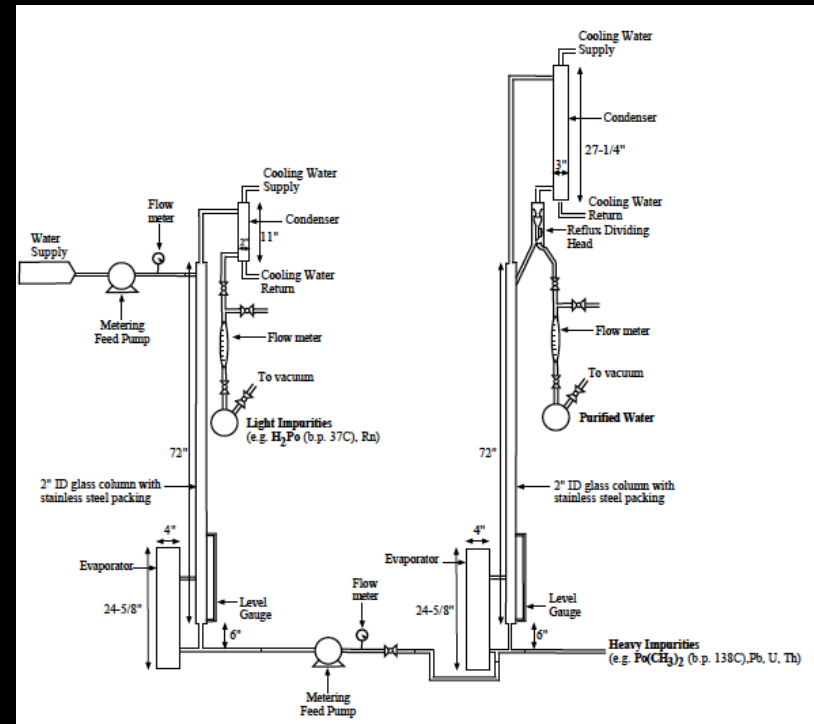 Cooling Water
Supply
Condenser
27-1/4"
3"
Cooling Water
Return
Reflux Dividing
Head
Cooling Water
Supply
Flow
meter
Condenser
11"
2"
Water
Supply
Cooling Water
Return
Metering
Feed Pump
Flow meter
To vacuum
Light Impurities
(e.g. H₂Po (b.p. 37C), Rn)
72"
2" ID glass column with
stainless steel packing
4"
Evaporator
24-5/8"
Level
Gauge
6"
Flow
meter
Metering
Feed Pump
Flow meter
To vacuum
Purified Water
72"
2" ID glass column with
stainless steel packing
4"
Evaporator
24-5/8"
Level
Gauge
6"
Heavy Impurities
(e.g. Po(CH₃)₂ (b.p. 138C),Pb, U, Th)